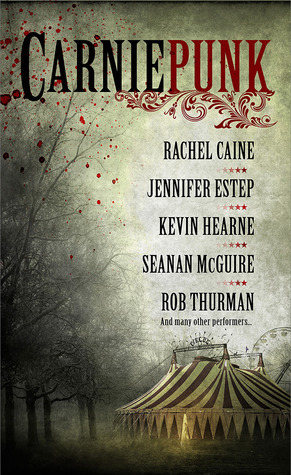 CARNIEPUNK
RACHEL CAINE
JENNIFER ESTEP
KEVIN HEARNE
SEANAN MCGUIRE
ROB THURMAN
And many other performers...